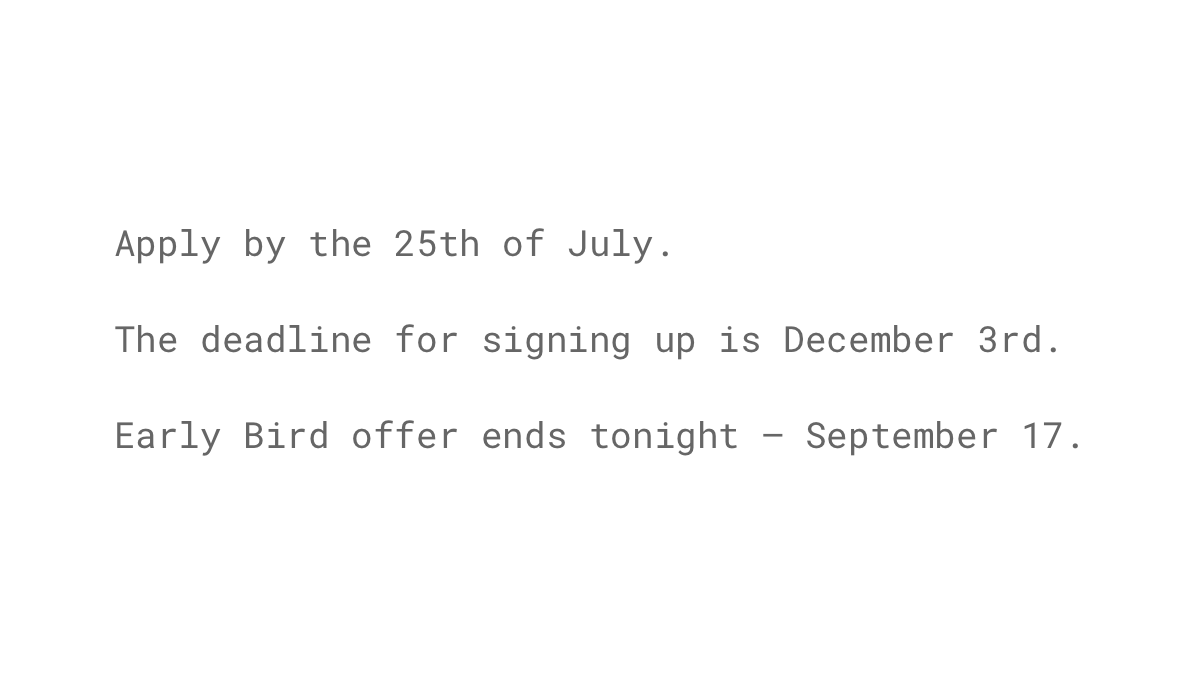 Apply by the 25th of July.
The deadline for signing up is December 3rd.
Early Bird offer ends tonight – September 17.